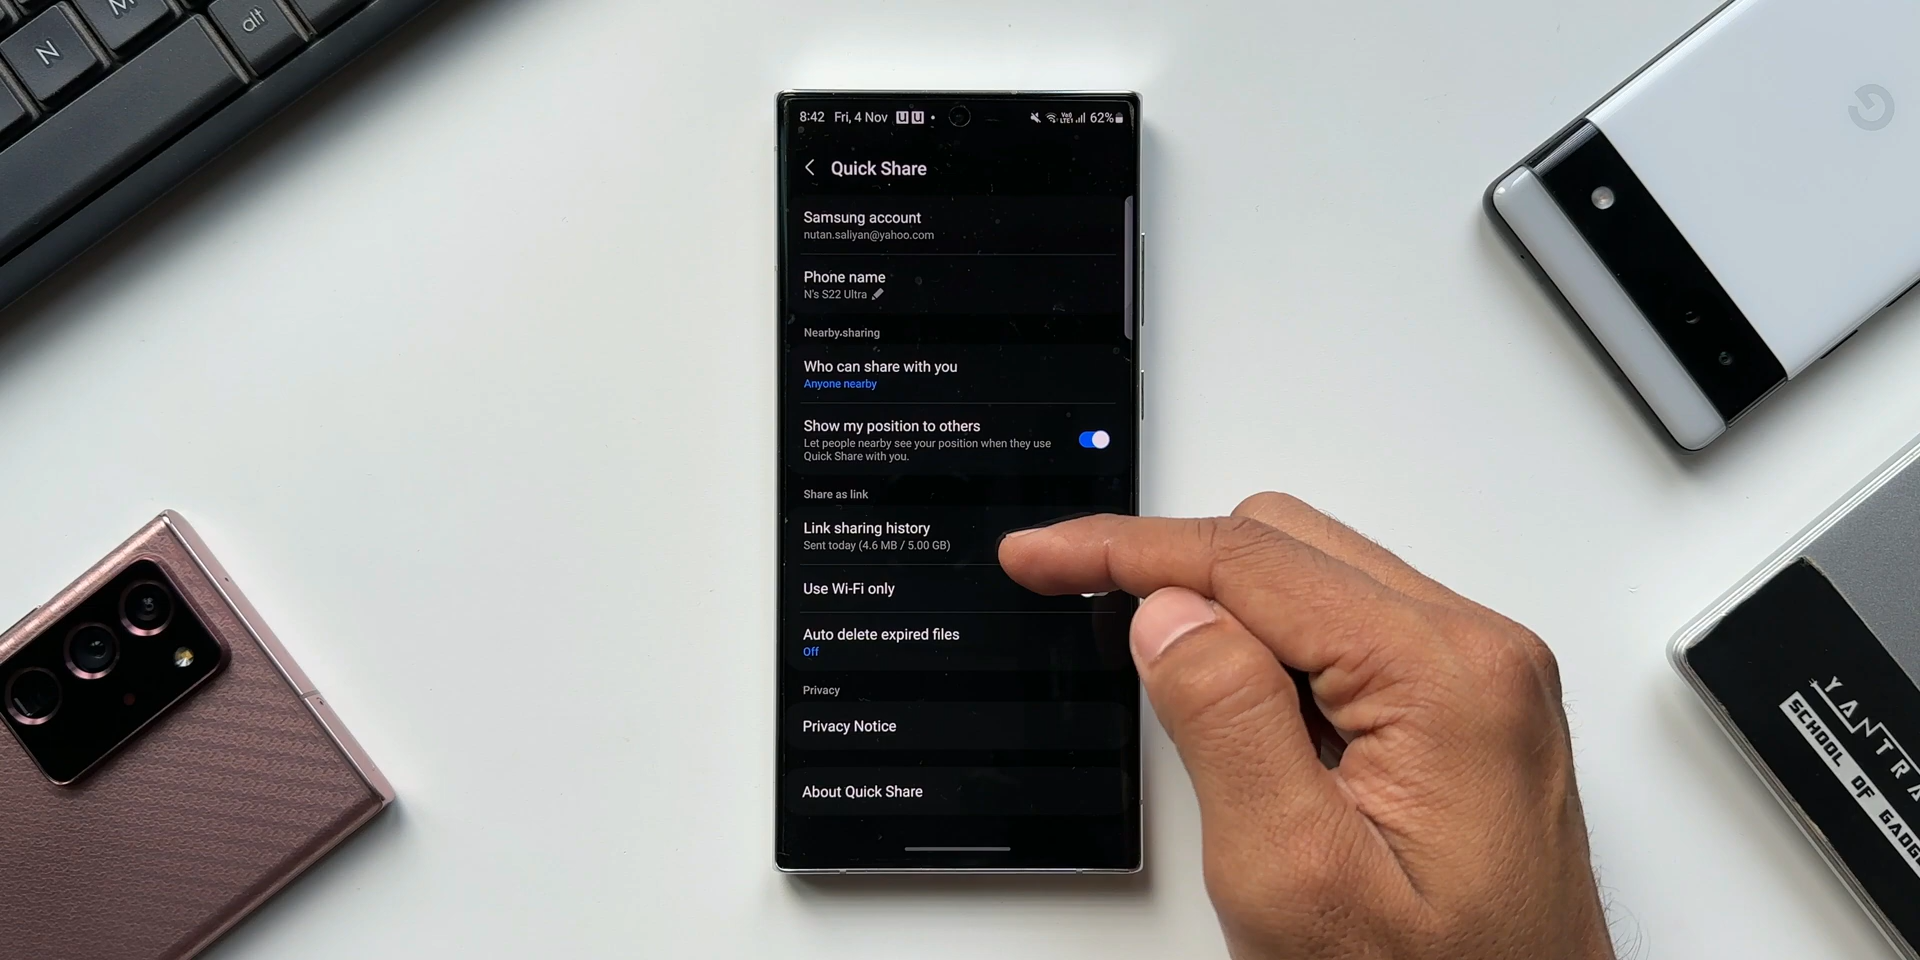 N
M
alt
8:42 Fri, 4 Nov
62%
Quick Share
Samsung account
nutan.saliyan@yahoo.com
Phone name
N's S22 Ultra
Nearby sharing
Who can share with you
Anyone nearby
Show my position to others
Let people nearby see your position when they use
Quick Share with you.
Share as link
Link sharing history
Sent today (4.6 MB / 5.00 GB)
Use Wi-Fi only
Auto delete expired files
Off
Privacy
Privacy Notice
About Quick Share
YANTRA
SCHOOL OF GADGE